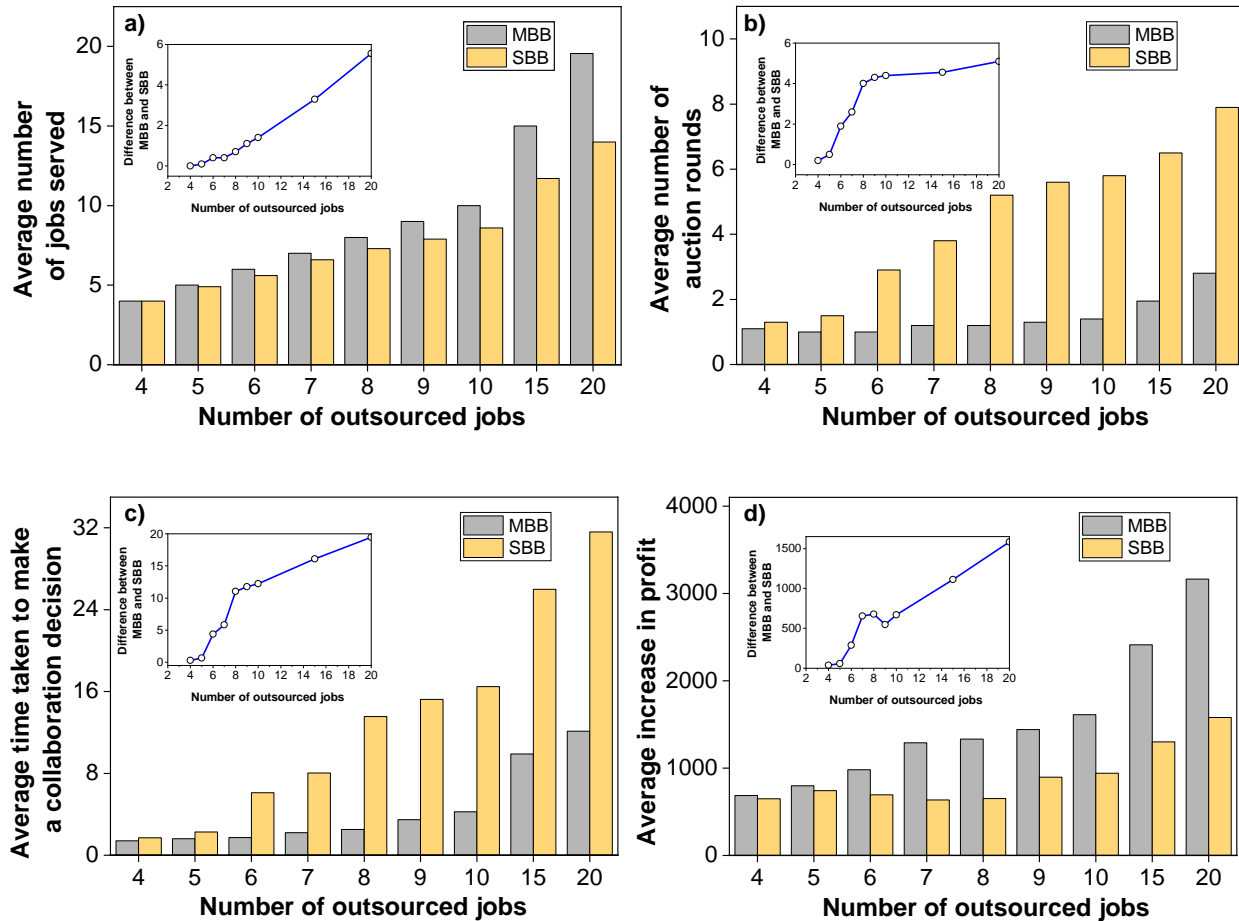 a)
MBB
SBB
Average number
of jobs served
20
15
10
5
0
4 5 6 7 8 9 10 15 20
Number of outsourced jobs
Difference between
MBB and SBB
6
4
2
0
2 4 6 8 10 12 14 16 18 20
Number of outsourced jobs
b)
MBB
SBB
Average number of
auction rounds
10
8
6
4
2
0
4 5 6 7 8 9 10 15 20
Number of outsourced jobs
Difference between
MBB and SBB
6
4
2
0
2 4 6 8 10 12 14 16 18 20
Number of outsourced jobs
c)
MBB
SBB
Average time taken to make
a collaboration decision
32
24
16
8
0
4 5 6 7 8 9 10 15 20
Number of outsourced jobs
Difference between
MBB and SBB
20
15
10
5
0
2 4 6 8 10 12 14 16 18 20
Number of outsourced jobs
d)
MBB
SBB
Average increase in profit
4000
3000
2000
1000
0
4 5 6 7 8 9 10 15 20
Number of outsourced jobs
Difference between
MBB and SBB
1500
1000
500
0
2 4 6 8 10 12 14 16 18 20
Number of outsourced jobs